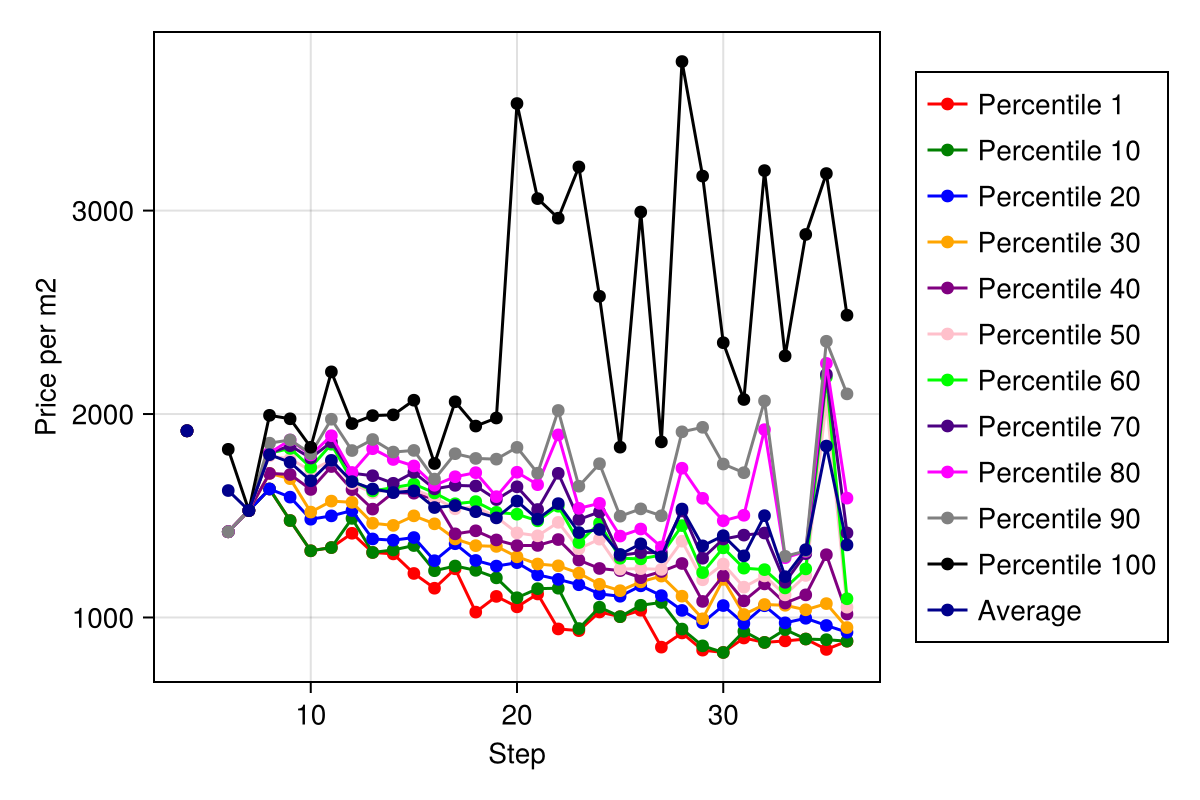 3000
2000
1000
Price per m2
10
20
30
Step
Percentile 1
Percentile 10
Percentile 20
Percentile 30
Percentile 40
Percentile 50
Percentile 60
Percentile 70
Percentile 80
Percentile 90
Percentile 100
Average